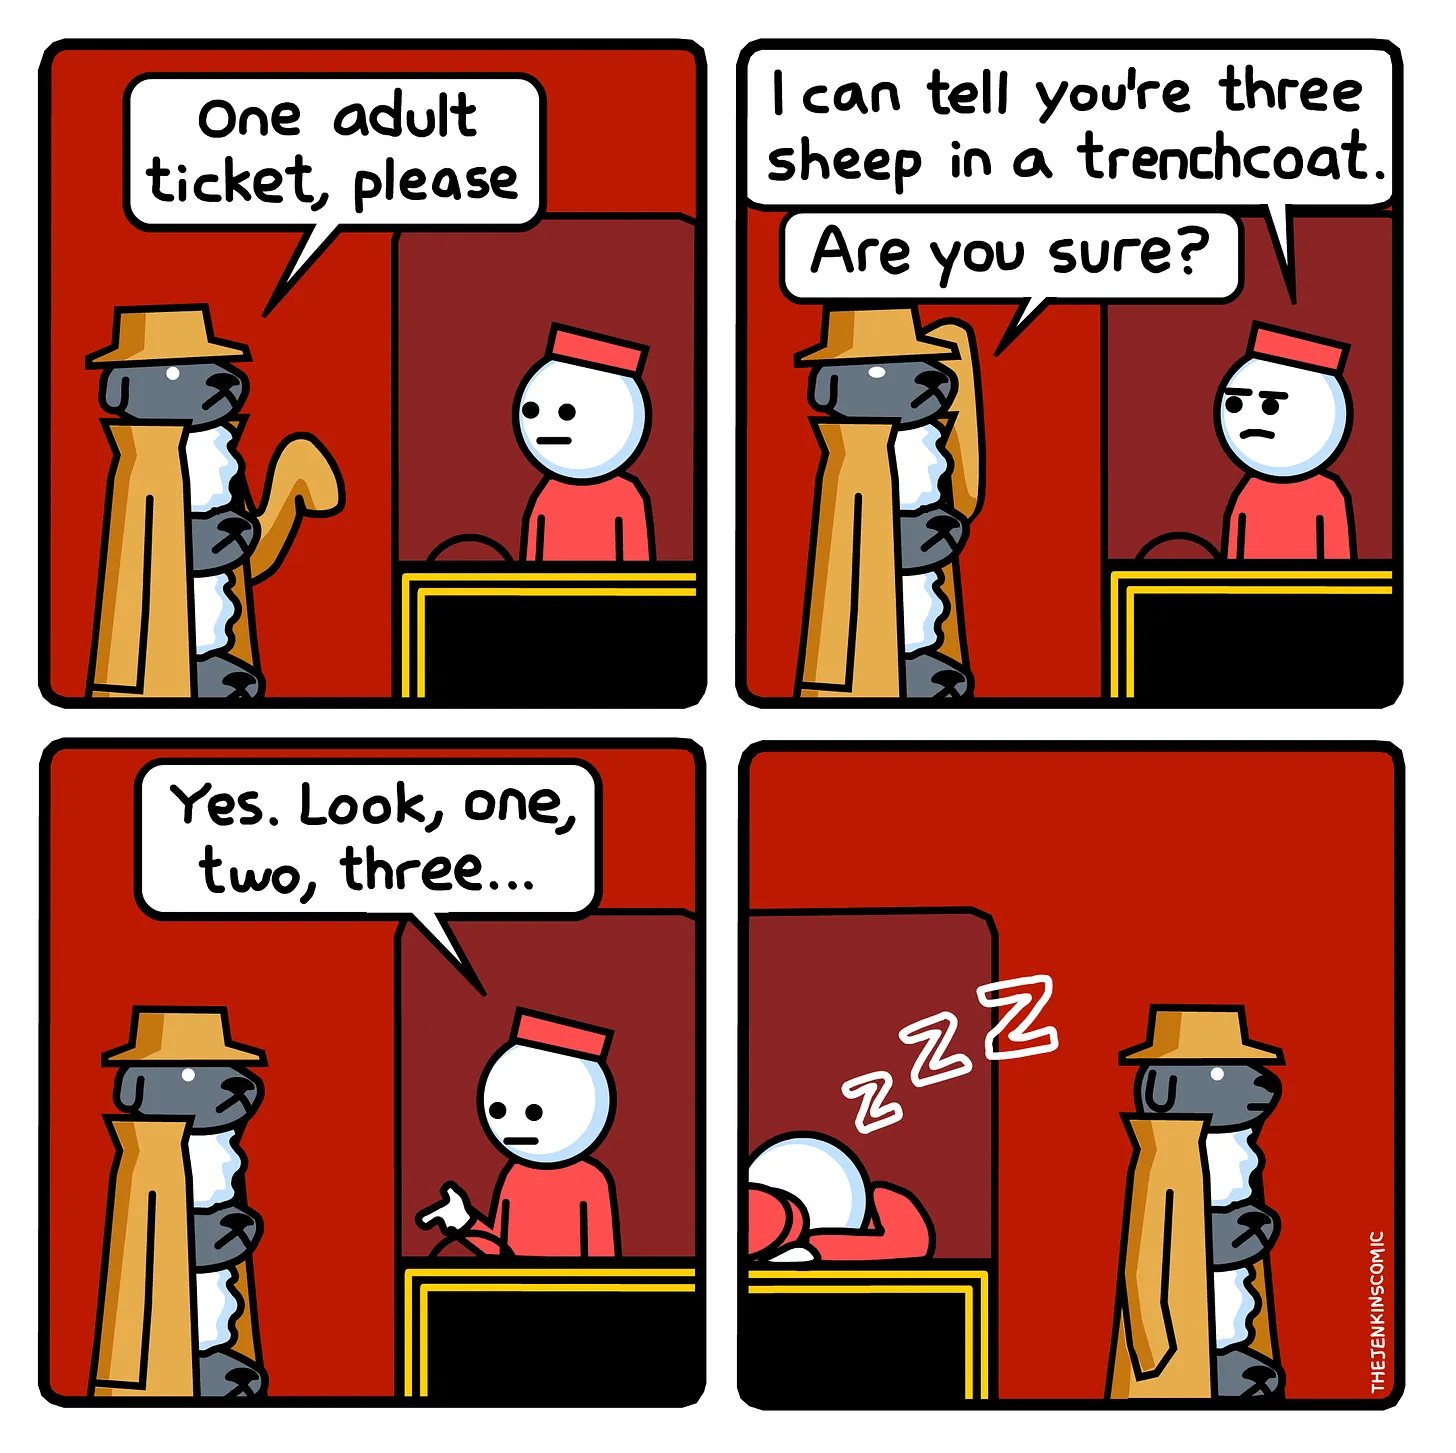 One adult
ticket, please
I can tell you're three
sheep in a trenchcoat.
Are you sure?
Yes. Look, one,
two, three...
z z z
THEJENKINSCOMIC